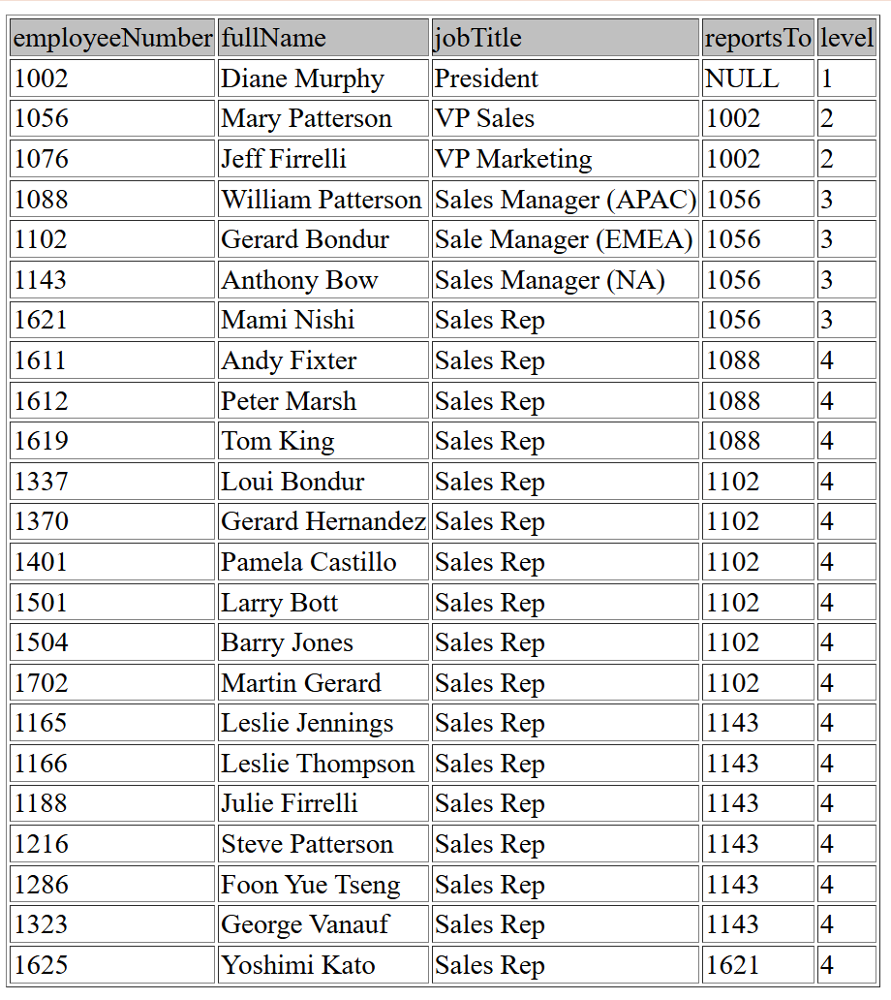 employeeNumber fullName jobTitle reportsTo level
1002 Diane Murphy President NULL 1
1056 Mary Patterson VP Sales 1002 2
1076 Jeff Firrelli VP Marketing 1002 2
1088 William Patterson Sales Manager (APAC) 1056 3
1102 Gerard Bondur Sale Manager (EMEA) 1056 3
1143 Anthony Bow Sales Manager (NA) 1056 3
1621 Mami Nishi Sales Rep 1056 3
1611 Andy Fixter Sales Rep 1088 4
1612 Peter Marsh Sales Rep 1088 4
1619 Tom King Sales Rep 1088 4
1337 Loui Bondur Sales Rep 1102 4
1370 Gerard Hernandez Sales Rep 1102 4
1401 Pamela Castillo Sales Rep 1102 4
1501 Larry Bott Sales Rep 1102 4
1504 Barry Jones Sales Rep 1102 4
1702 Martin Gerard Sales Rep 1102 4
1165 Leslie Jennings Sales Rep 1143 4
1166 Leslie Thompson Sales Rep 1143 4
1188 Julie Firrelli Sales Rep 1143 4
1216 Steve Patterson Sales Rep 1143 4
1286 Foon Yue Tseng Sales Rep 1143 4
1323 George Vanauf Sales Rep 1143 4
1625 Yoshimi Kato Sales Rep 1621 4